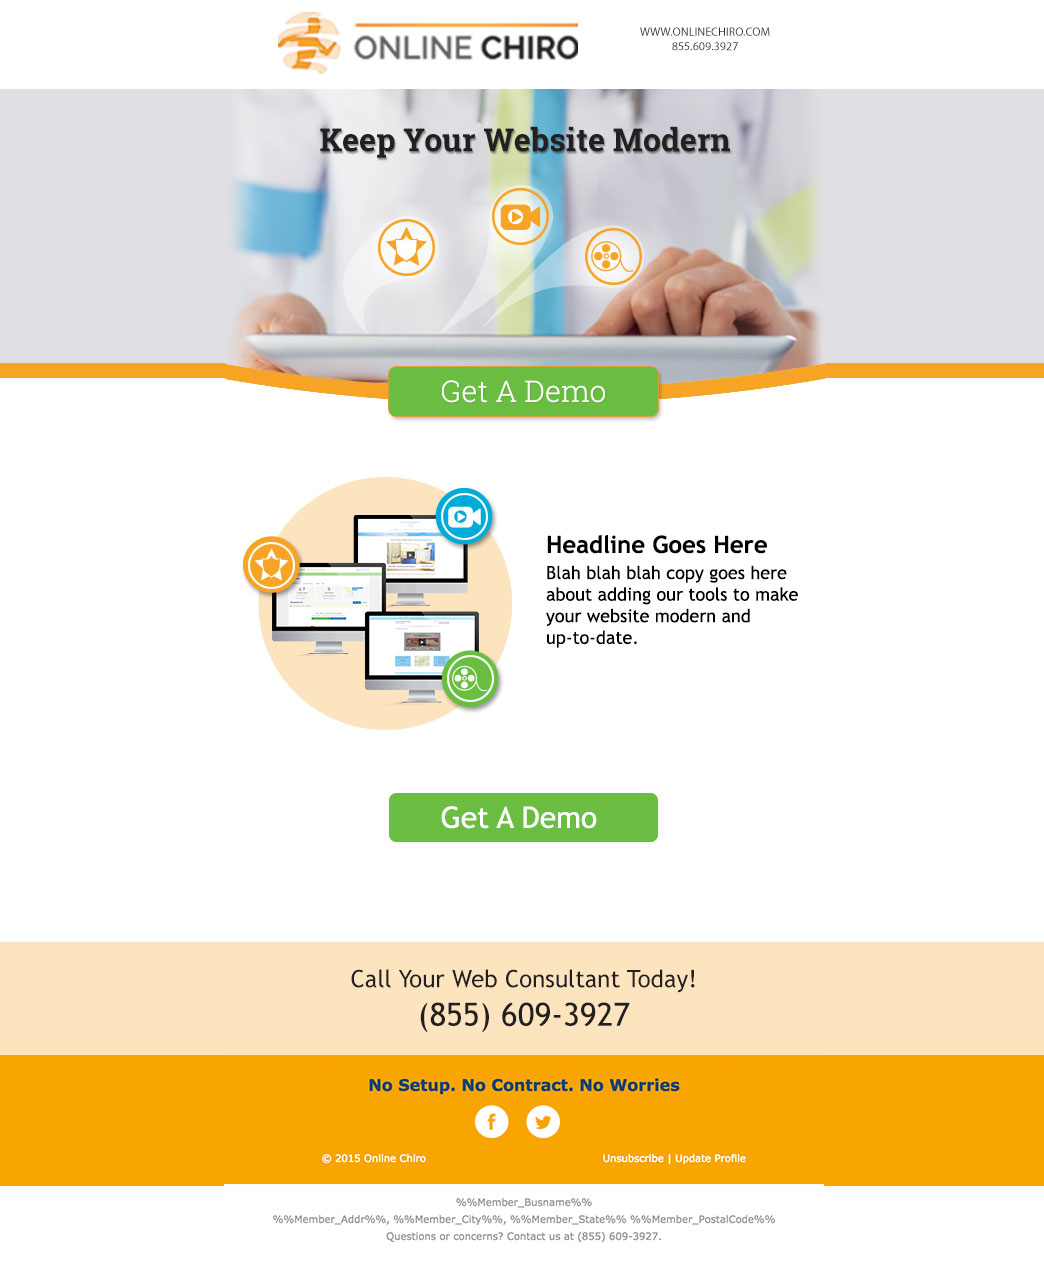 ONLINE CHIRO
WWW.ONLINECHIRO.COM
855.609.3927
Keep Your Website Modern
Get A Demo
Headline Goes Here
Blah blah blah copy goes here
about adding our tools to make
your website modern and
up-to-date.
Get A Demo
Call Your Web Consultant Today!
(855) 609-3927
No Setup. No Contract. No Worries
© 2015 Online Chiro
Unsubscribe | Update Profile
%%Member_Busname%%
%%Member_Addr%%, %%Member_City%%, %%Member_State%% %%Member_PostalCode%%
Questions or concerns? Contact us at (855) 609-3927.